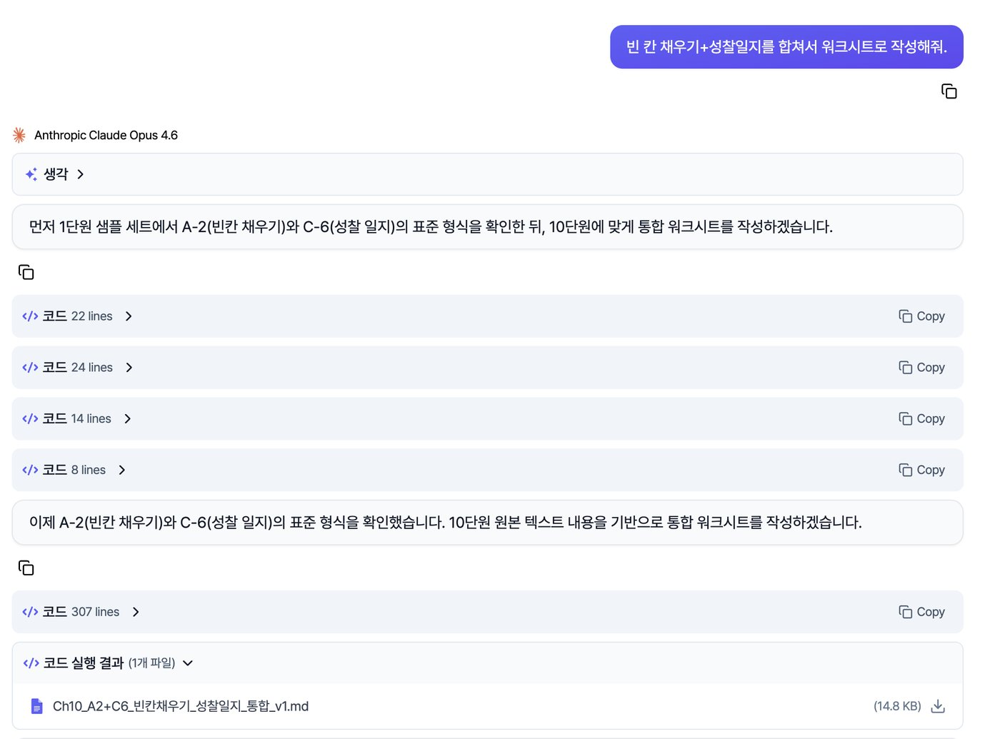 빈 칸 채우기+성찰일지를 합쳐서 워크시트로 작성해줘.
Anthropic Claude Opus 4.6
생각
먼저 1단원 샘플 세트에서 A-2(빈칸 채우기)와 C-6(성찰 일지)의 표준 형식을 확인한 뒤, 10단원에 맞게 통합 워크시트를 작성하겠습니다.
</> 코드 22 lines Copy
</> 코드 24 lines Copy
</> 코드 14 lines Copy
</> 코드 8 lines Copy
이제 A-2(빈칸 채우기)와 C-6(성찰 일지)의 표준 형식을 확인했습니다. 10단원 원본 텍스트 내용을 기반으로 통합 워크시트를 작성하겠습니다.
</> 코드 307 lines Copy
</> 코드 실행 결과 (1개 파일)
Ch10_A2+C6_빈칸채우기_성찰일지_통합_v1.md (14.8 KB)